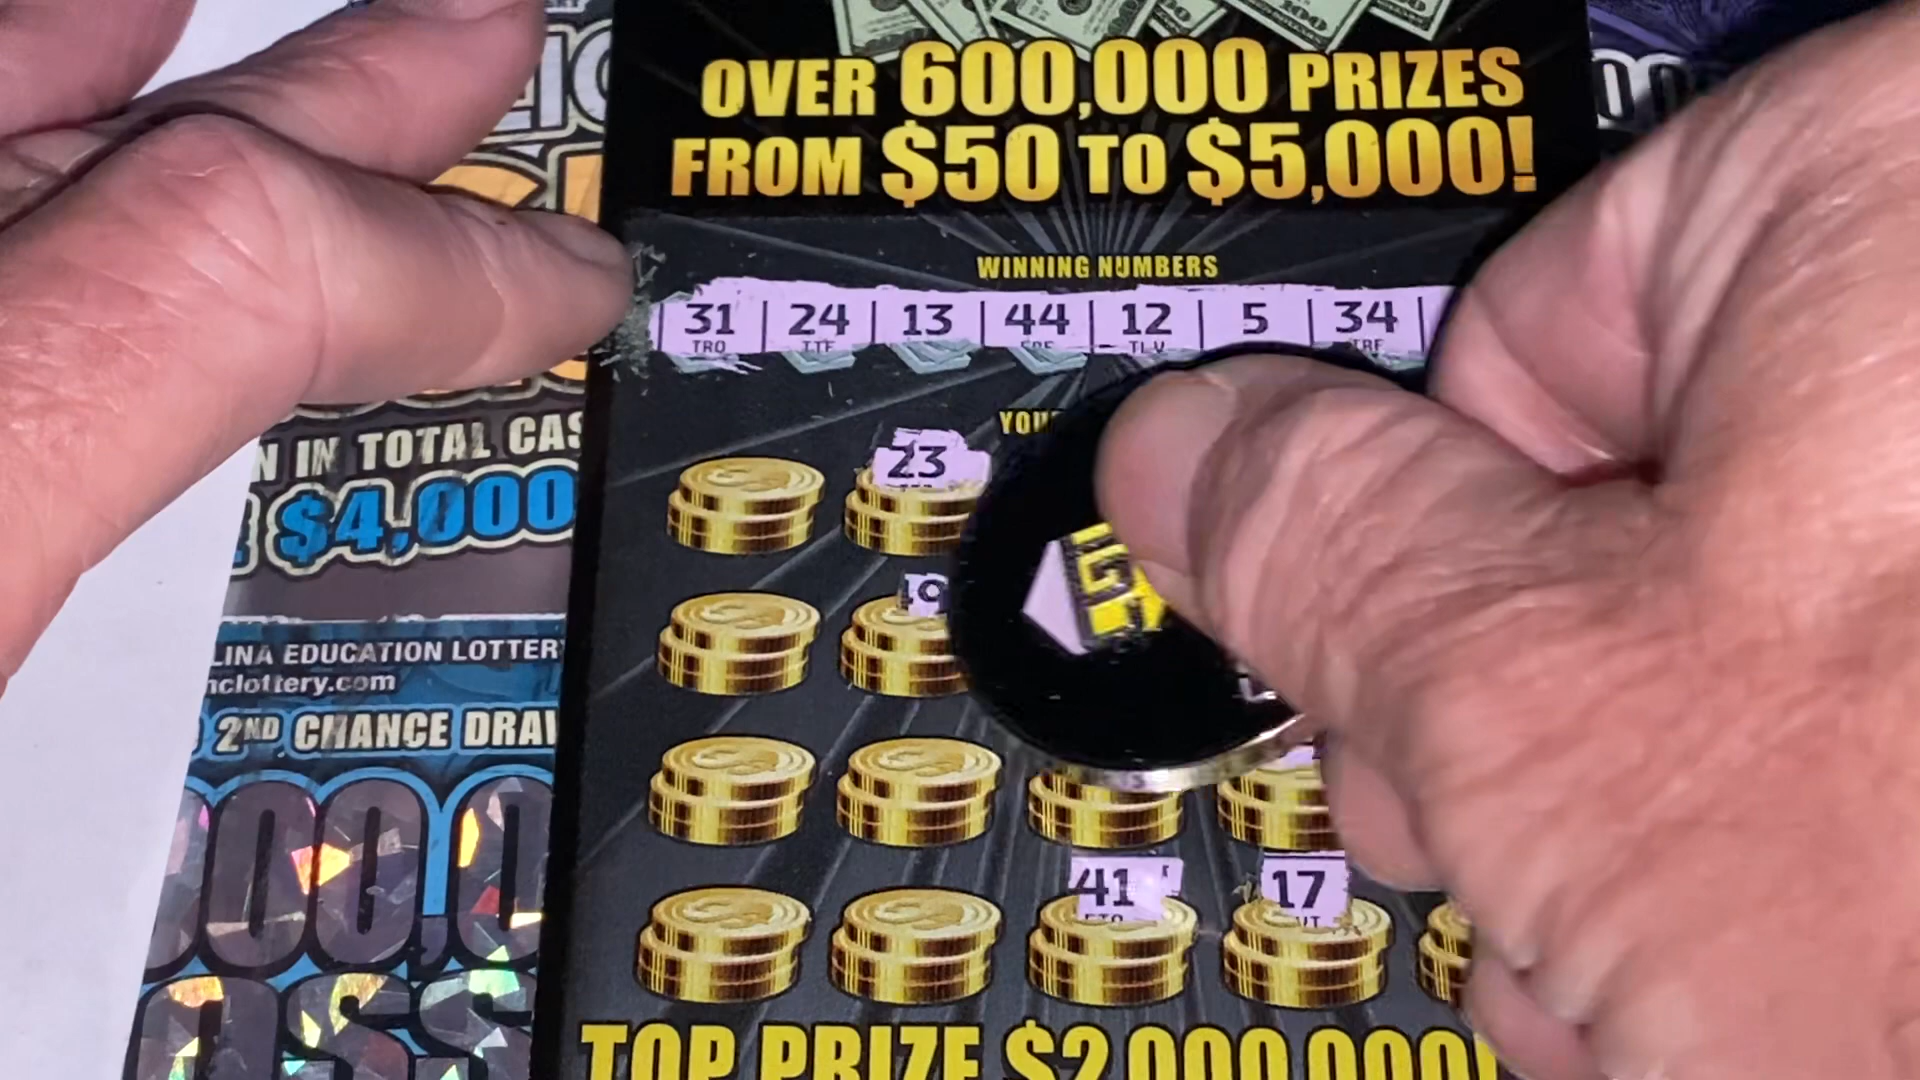 OVER 600,000 PRIZES
FROM $50 TO $5,000!
WINNING NUMBERS
31 24 13 44 12 5 34
TRO
23
41 17
TOP PRIZE $2,000,000!
N IN TOTAL CAS
$4,000
LINA EDUCATION LOTTERY
nclottery.com
2ND CHANCE DRAW